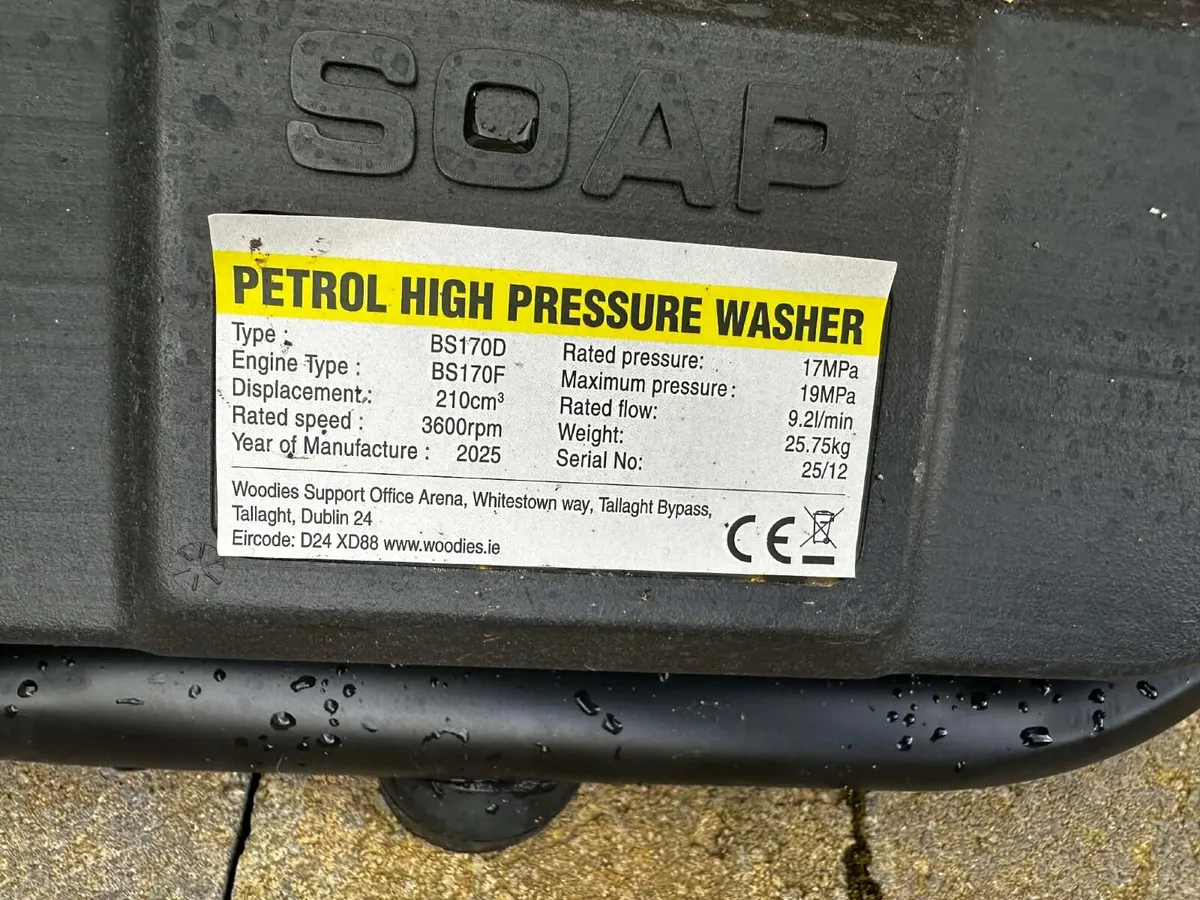 SOAP
PETROL HIGH PRESSURE WASHER
Type : BS170D
Engine Type : BS170F
Displacement : 210cm³
Rated speed : 3600rpm
Year of Manufacture : 2025
Rated pressure: 17MPa
Maximum pressure : 19MPa
Rated flow: 9.2l/min
Weight: 25.75kg
Serial No: 25/12
Woodies Support Office Arena, Whitestown way, Tallaght Bypass,
Tallaght, Dublin 24
Eircode: D24 XD88 www.woodies.ie
CE